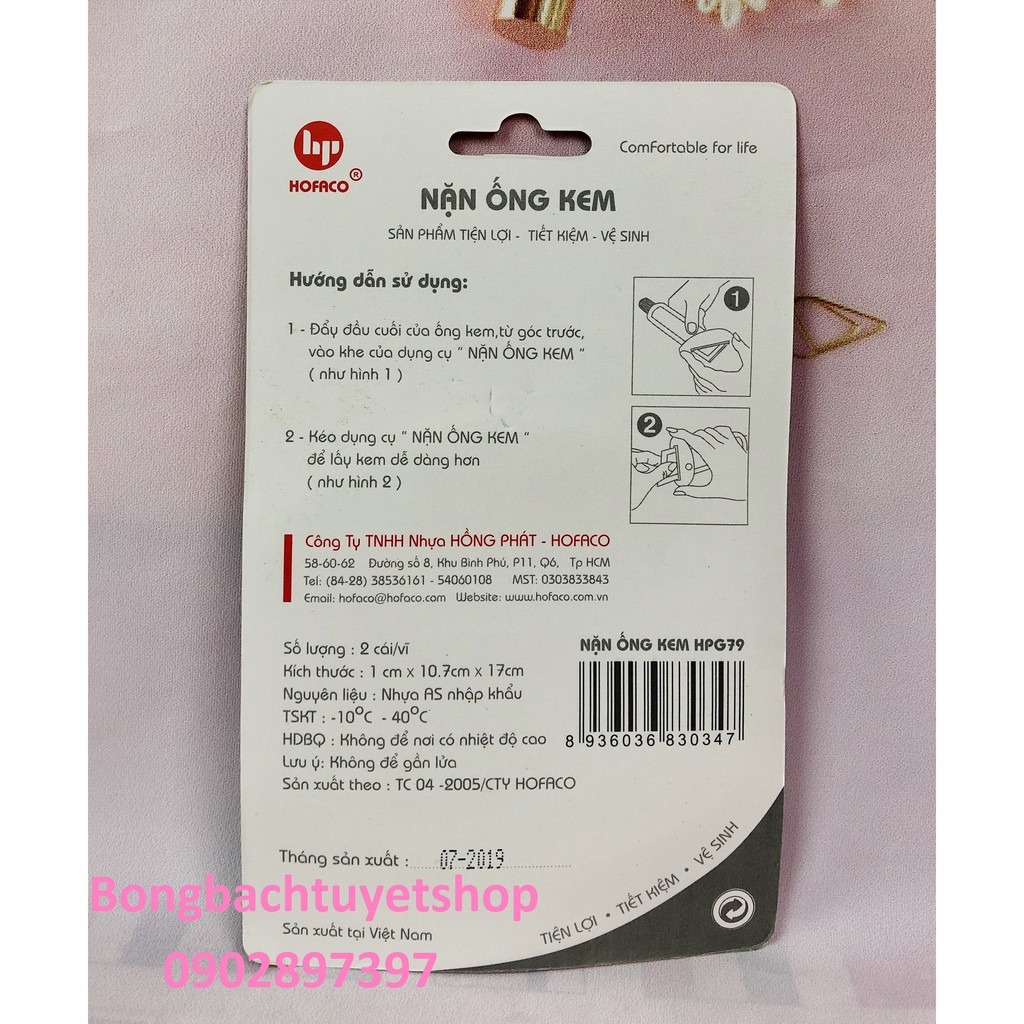 hp
HOFACO ®
ComFortable for life
NẶN ỐNG KEM
SẢN PHẨM TIỆN LỢI - TIẾT KIỆM - VỆ SINH
Hướng dẫn sử dụng:
1 - Đẩy đầu cuối của ống kem,từ góc trước,
vào khe của dụng cụ " NẶN ỐNG KEM "
( như hình 1 )
1
2 - Kéo dụng cụ " NẶN ỐNG KEM "
để lấy kem dễ dàng hơn
( như hình 2 )
2
Công Ty TNHH Nhựa HỒNG PHÁT - HOFACO
58-60-62 Đường số 8, Khu Bình Phú, P11, Q6, Tp HCM
Tel: (84-28) 38536161 - 54060108 MST: 0303833843
Email: hofaco@hofaco.com Website: www.hofaco.com.vn
Số lượng : 2 cái/vĩ
Kích thước : 1 cm x 10.7cm x 17cm
Nguyên liệu : Nhựa AS nhập khẩu
TSKT : -10°C - 40°C
HDBQ : Không để nơi có nhiệt độ cao
Lưu ý: Không để gần lửa
Sản xuất theo : TC 04 -2005/CTY HOFACO
NẶN ỐNG KEM HPG79
8 936036 830347
Tháng sản xuất : 07-2019
Bongbachtuyetshop
Sản xuất tại Việt Nam
0902897397
TIỆN LỢI • TIẾT KIỆM • VỆ SINH